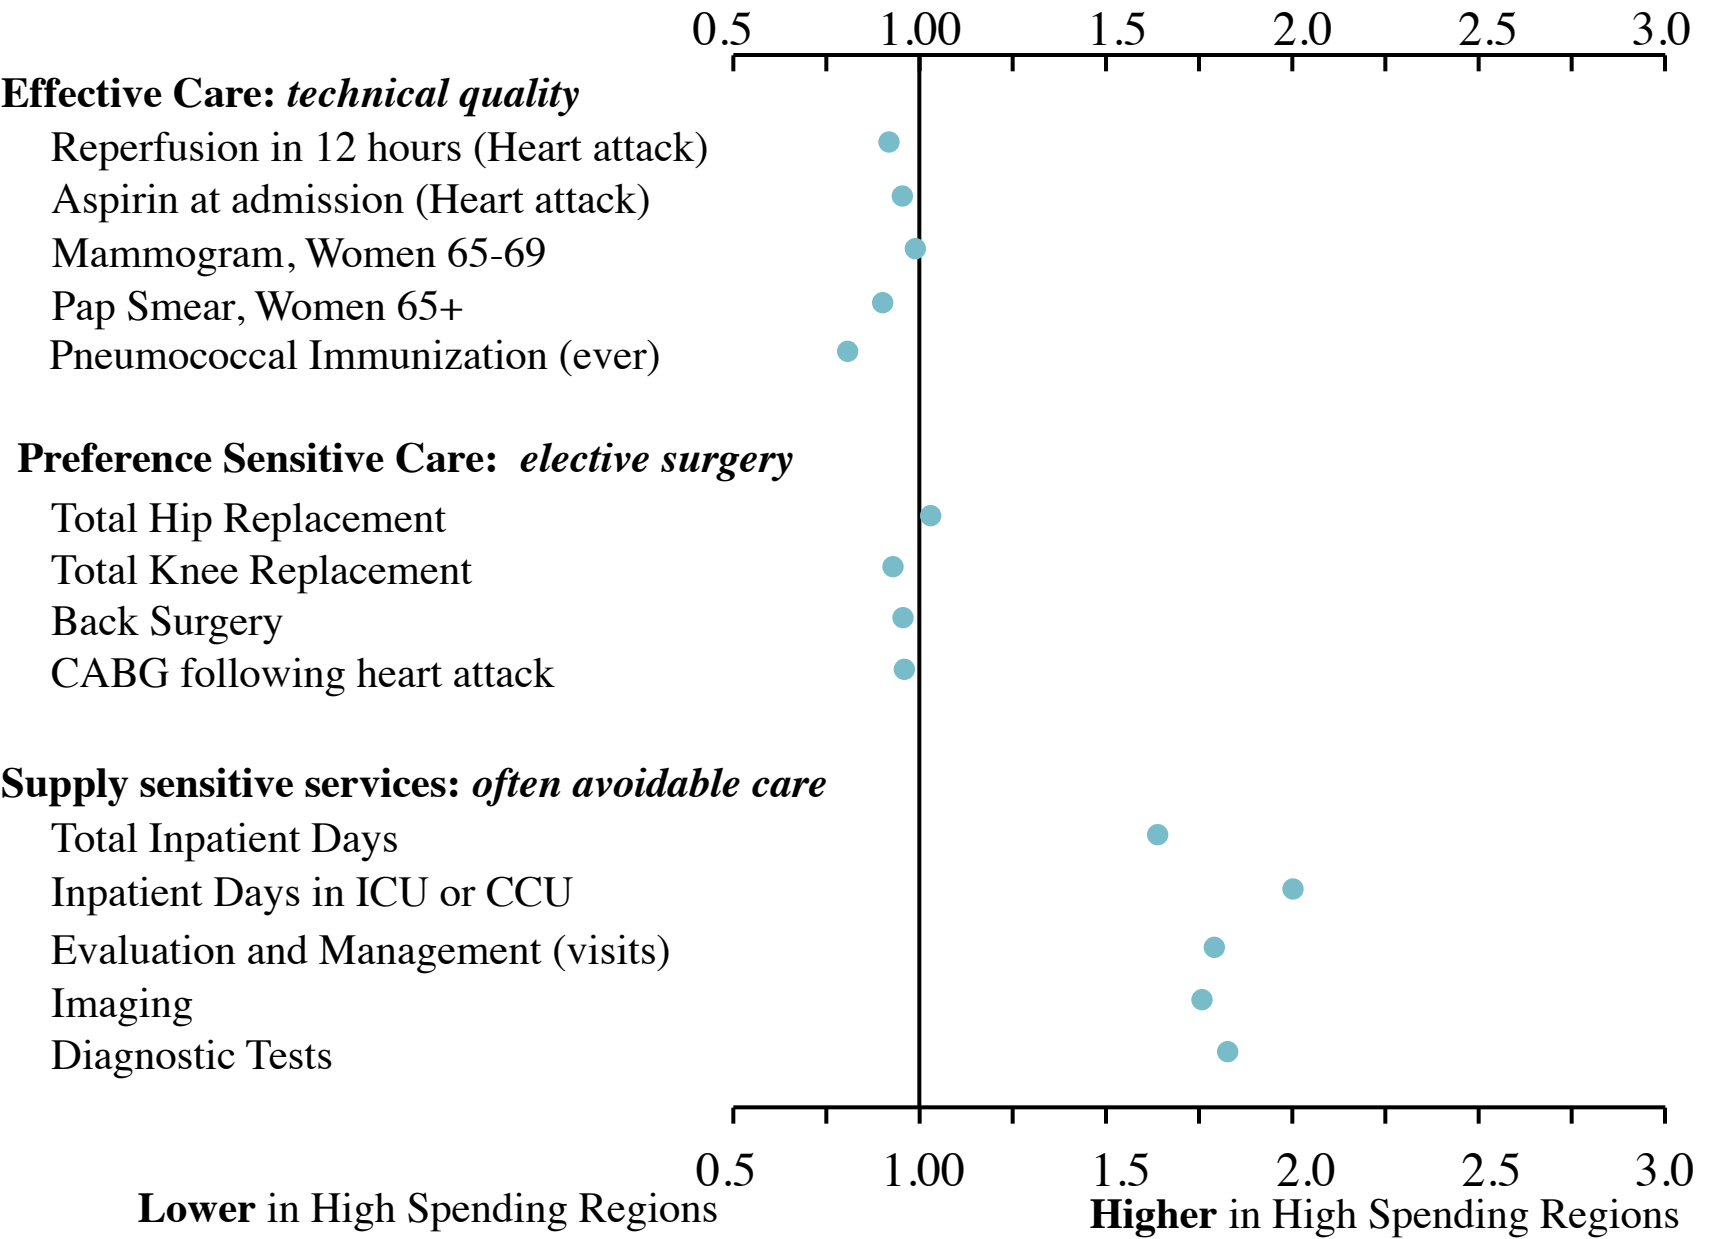 0.5 1.00 1.5 2.0 2.5 3.0
Effective Care: technical quality
Reperfusion in 12 hours (Heart attack)
Aspirin at admission (Heart attack)
Mammogram, Women 65-69
Pap Smear, Women 65+
Pneumococcal Immunization (ever)
Preference Sensitive Care: elective surgery
Total Hip Replacement
Total Knee Replacement
Back Surgery
CABG following heart attack
Supply sensitive services: often avoidable care
Total Inpatient Days
Inpatient Days in ICU or CCU
Evaluation and Management (visits)
Imaging
Diagnostic Tests
0.5 1.00 1.5 2.0 2.5 3.0
Lower in High Spending Regions
Higher in High Spending Regions